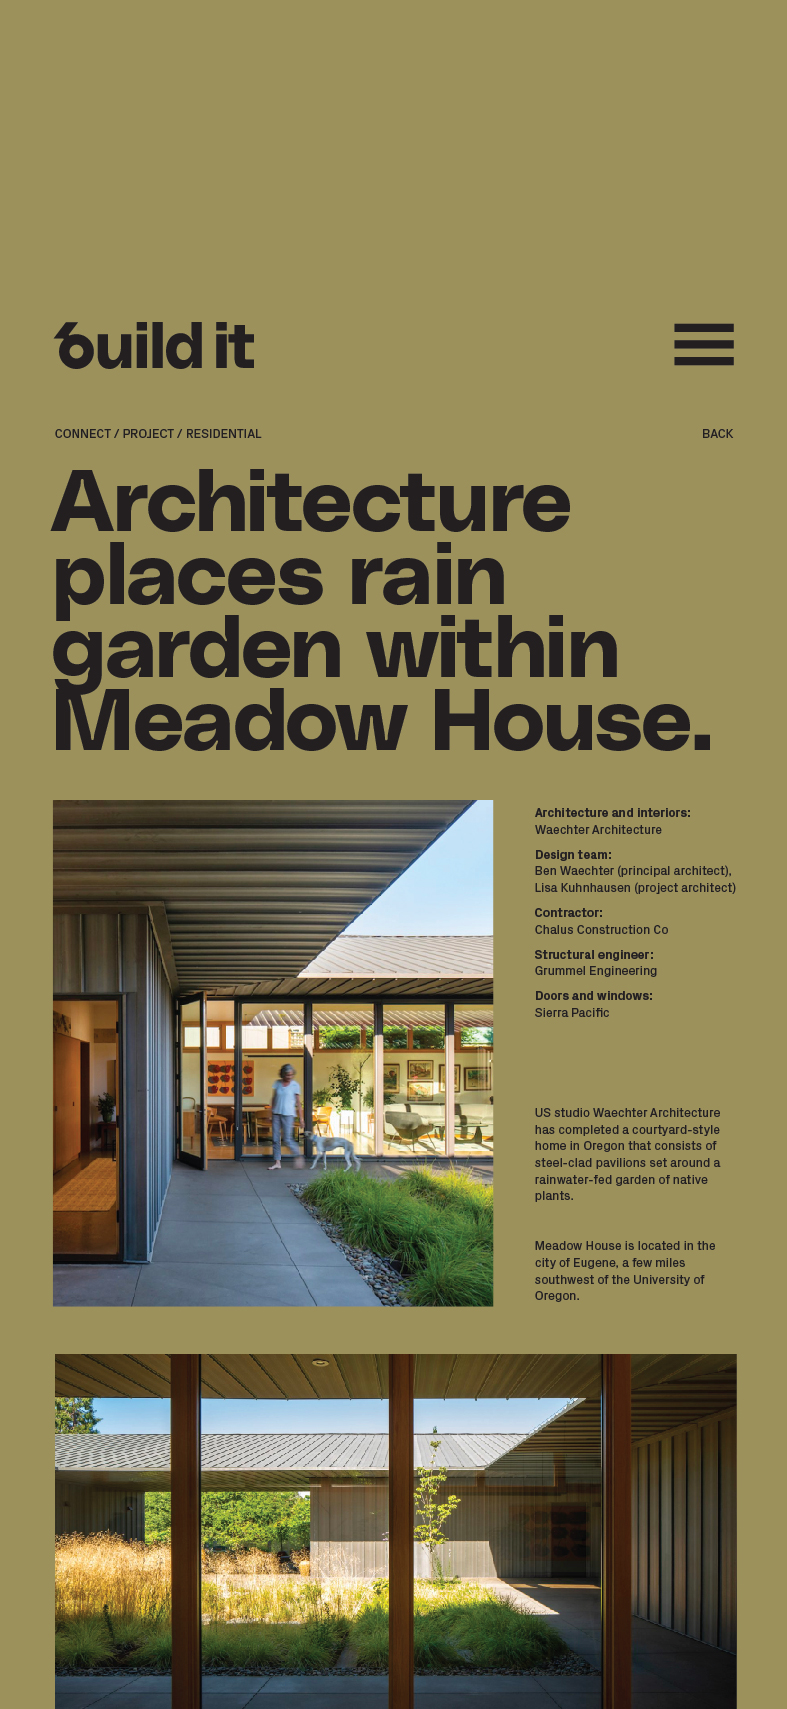 build it
CONNECT / PROJECT / RESIDENTIAL
BACK
Architecture
places rain
garden within
Meadow House.
Architecture and interiors:
Waechter Architecture
Design team:
Ben Waechter (principal architect),
Lisa Kuhnhausen (project architect)
Contractor:
Chalus Construction Co
Structural engineer:
Grummel Engineering
Doors and windows:
Sierra Pacific
US studio Waechter Architecture
has completed a courtyard-style
home in Oregon that consists of
steel-clad pavilions set around a
rainwater-fed garden of native
plants.
Meadow House is located in the
city of Eugene, a few miles
southwest of the University of
Oregon.